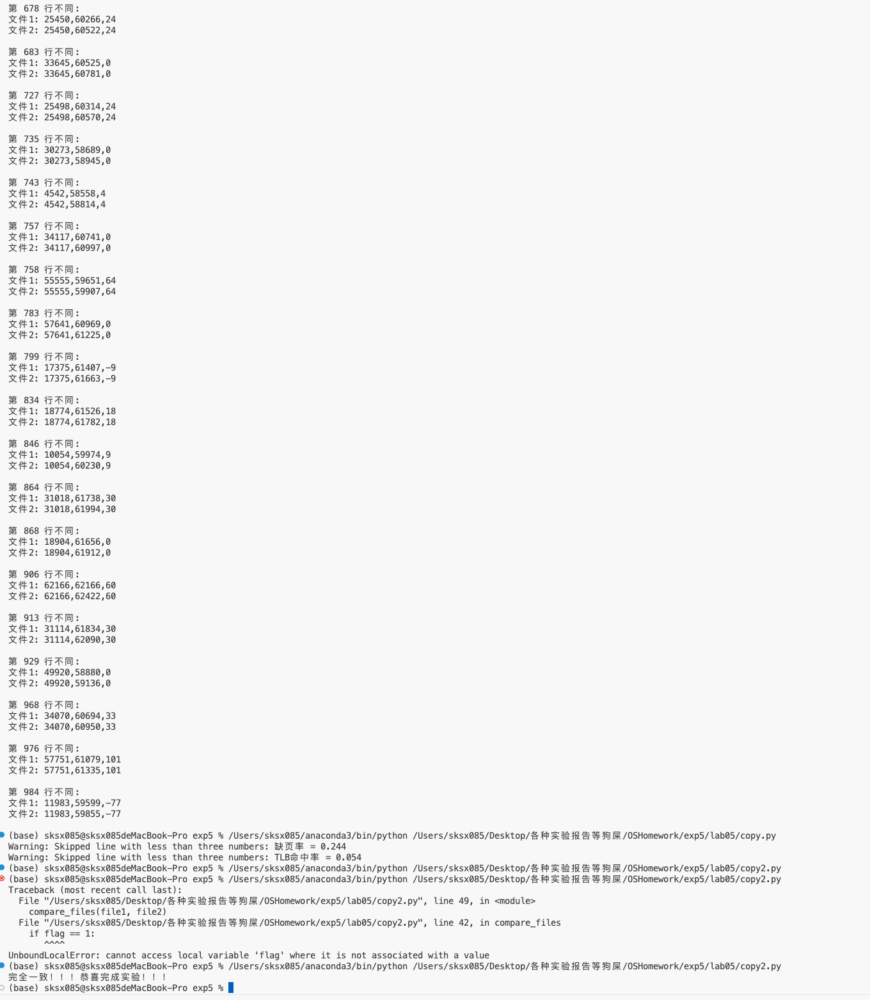 第 678 行不同:
文件1: 25450,60266,24
文件2: 25450,60522,24
第 683 行不同:
文件1: 33645,60525,0
文件2: 33645,60781,0
第 727 行不同:
文件1: 25498,60314,24
文件2: 25498,60570,24
第 735 行不同:
文件1: 30273,58689,0
文件2: 30273,58945,0
第 743 行不同:
文件1: 4542,58558,4
文件2: 4542,58814,4
第 757 行不同:
文件1: 34117,60741,0
文件2: 34117,60997,0
第 758 行不同:
文件1: 55555,59651,64
文件2: 55555,59907,64
第 783 行不同:
文件1: 57641,60969,0
文件2: 57641,61225,0
第 799 行不同:
文件1: 17375,61407,-9
文件2: 17375,61663,-9
第 834 行不同:
文件1: 18774,61526,18
文件2: 18774,61782,18
第 846 行不同:
文件1: 10054,59974,9
文件2: 10054,60230,9
第 864 行不同:
文件1: 31018,61738,30
文件2: 31018,61994,30
第 868 行不同:
文件1: 18904,61656,0
文件2: 18904,61912,0
第 906 行不同:
文件1: 62166,62166,60
文件2: 62166,62422,60
第 913 行不同:
文件1: 31114,61834,30
文件2: 31114,62090,30
第 929 行不同:
文件1: 49920,58880,0
文件2: 49920,59136,0
第 968 行不同:
文件1: 34070,60694,33
文件2: 34070,60950,33
第 976 行不同:
文件1: 57751,61079,101
文件2: 57751,61335,101
第 984 行不同:
文件1: 11983,59599,-77
文件2: 11983,59855,-77
(base) sksx085@sksx085deMacBook-Pro exp5 % /Users/sksx085/anaconda3/bin/python /Users/sksx085/Desktop/各种实验报告等狗屎/OSHomework/exp5/lab05/copy.py
Warning: Skipped line with less than three numbers: 缺页率 = 0.244
Warning: Skipped line with less than three numbers: TLB命中率 = 0.054
(base) sksx085@sksx085deMacBook-Pro exp5 % /Users/sksx085/anaconda3/bin/python /Users/sksx085/Desktop/各种实验报告等狗屎/OSHomework/exp5/lab05/copy2.py
(base) sksx085@sksx085deMacBook-Pro exp5 % /Users/sksx085/anaconda3/bin/python /Users/sksx085/Desktop/各种实验报告等狗屎/OSHomework/exp5/lab05/copy2.py
Traceback (most recent call last):
  File "/Users/sksx085/Desktop/各种实验报告等狗屎/OSHomework/exp5/lab05/copy2.py", line 49, in <module>
    compare_files(file1, file2)
  File "/Users/sksx085/Desktop/各种实验报告等狗屎/OSHomework/exp5/lab05/copy2.py", line 42, in compare_files
    if flag == 1:
       ^^^^
UnboundLocalError: cannot access local variable 'flag' where it is not associated with a value
(base) sksx085@sksx085deMacBook-Pro exp5 % /Users/sksx085/anaconda3/bin/python /Users/sksx085/Desktop/各种实验报告等狗屎/OSHomework/exp5/lab05/copy2.py
完全一致！！！恭喜完成实验！！！
(base) sksx085@sksx085deMacBook-Pro exp5 %